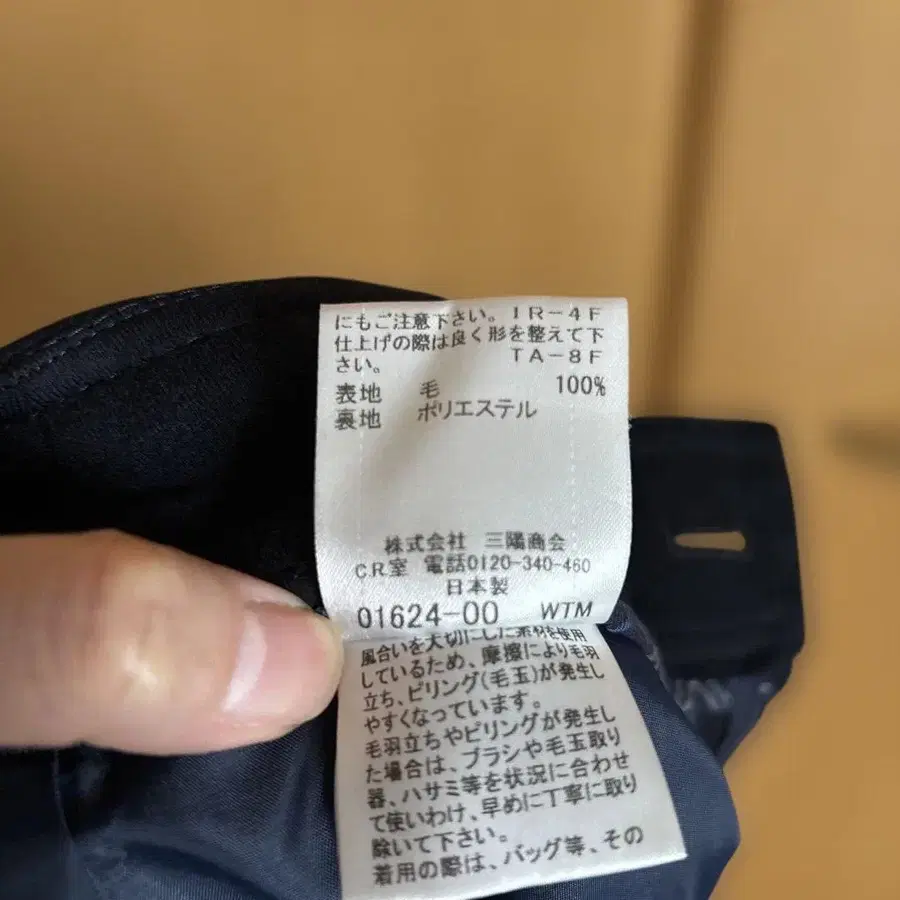 にもご注意下さい。IR-4F
仕上げの際は良く形を整えて下
さい。 TA-8F
表地 毛 100%
裏地 ポリエステル
株式会社 三陽商会
C.R.室 電話0120-340-460
日本製
01624-00 WTM
風合いを大切にした素材を使用
しているため、摩擦により毛羽
立ち、ピリング(毛玉)が発生し
やすくなっています。
毛羽立ちやピリングが発生し
た場合は、ブラシや毛玉取り
器、ハサミ等を状況に合わせ
て使いわけ、早めに丁寧に取り
除いて下さい。
着用の際は、バッグ等、その